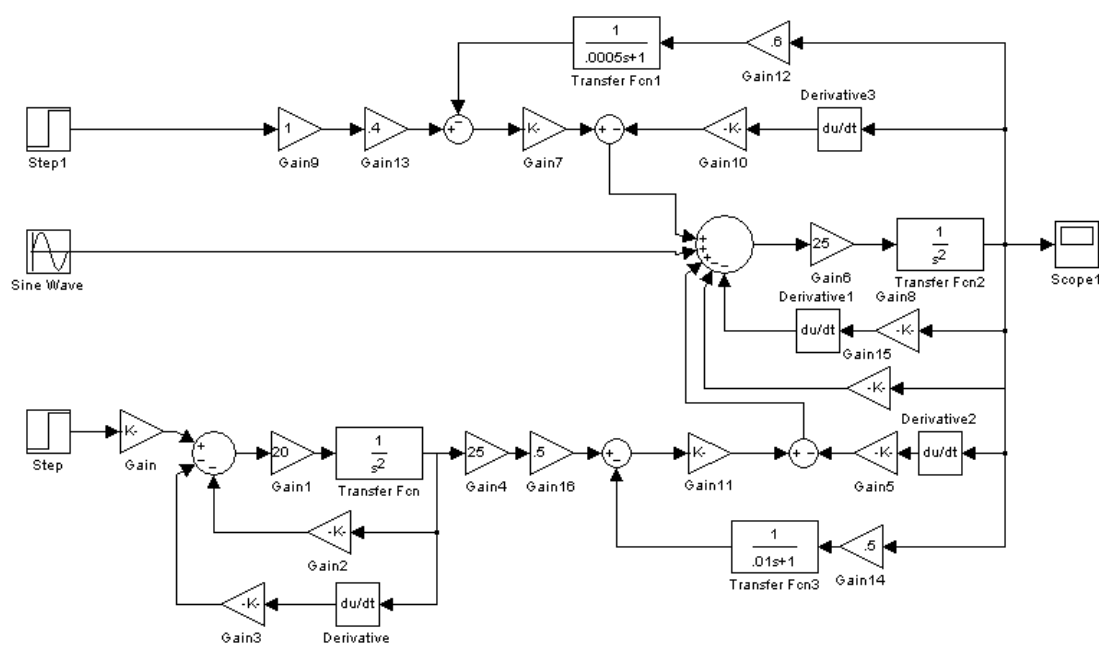 1
.0005s+1
Transfer Fcn1
.6
Gain12
Step1
1
Gain9
.4
Gain13
+
−
K-
Gain7
+ −
-K-
Gain10
Derivative3
du/dt
Sine Wave
+
+
+
−
−
25
Gain6
1
s2
Transfer Fcn2
Scope1
Derivative1
du/dt
Gain8
-K-
Gain15
-K-
Step
K-
Gain
+
−
−
20
Gain1
1
s2
Transfer Fcn
25
Gain4
.5
Gain16
+
−
K-
Gain11
+ −
-K-
Gain5
Derivative2
du/dt
-K-
Gain2
-K-
Gain3
du/dt
Derivative
1
.01s+1
Transfer Fcn3
.5
Gain14